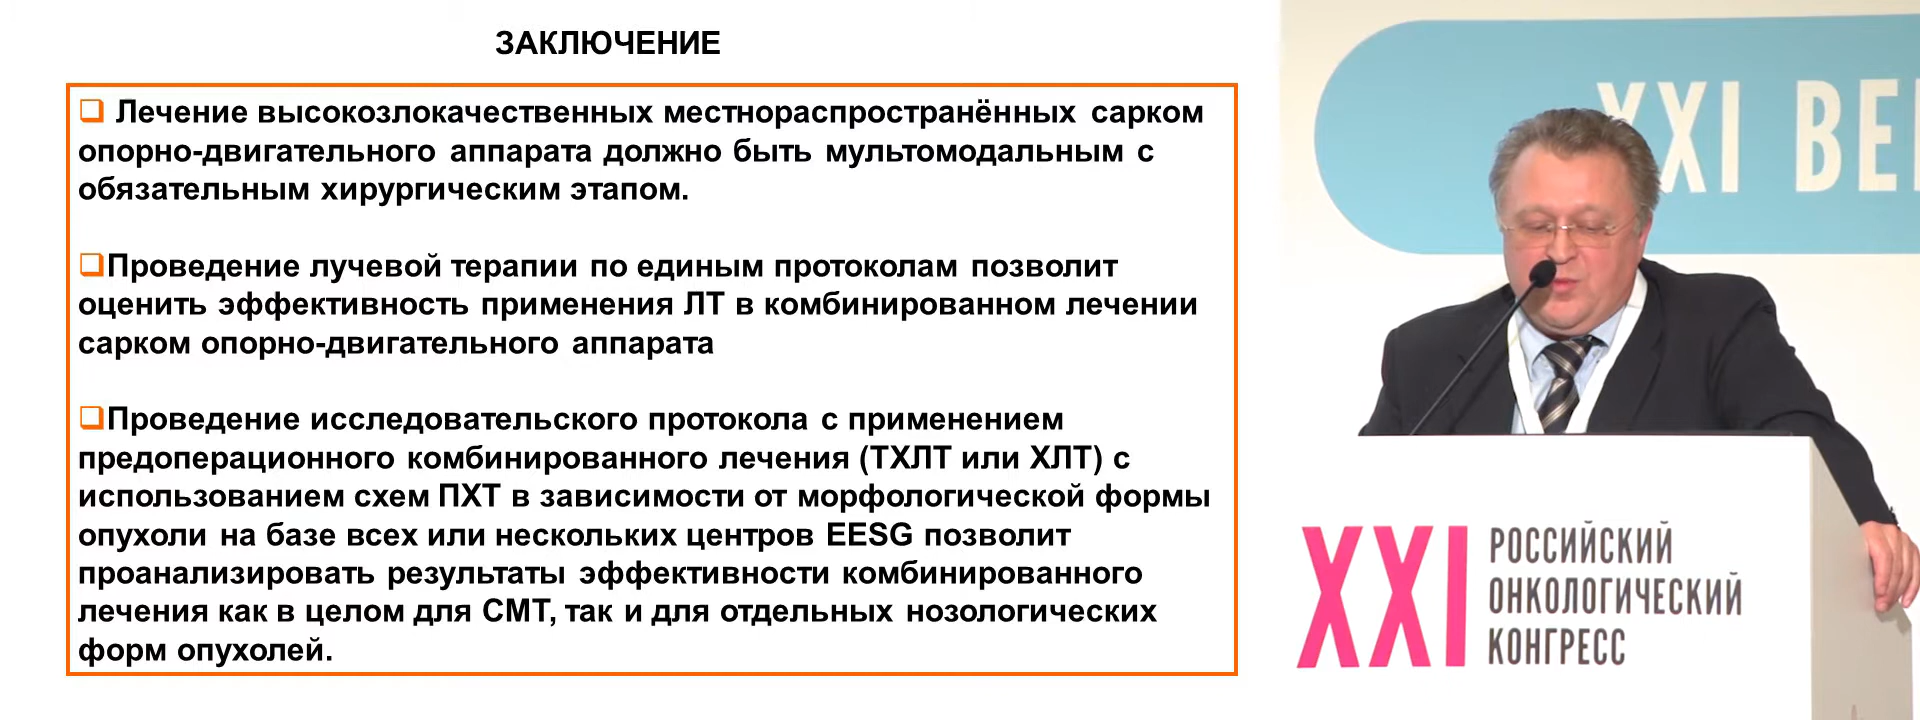 ЗАКЛЮЧЕНИЕ
Лечение высокозлокачественных местнораспространённых сарком
опорно-двигательного аппарата должно быть мультомодальным с
обязательным хирургическим этапом.
Проведение лучевой терапии по единым протоколам позволит
оценить эффективность применения ЛТ в комбинированном лечении
сарком опорно-двигательного аппарата
Проведение исследовательского протокола с применением
предоперационного комбинированного лечения (ТХЛТ или ХЛТ) с
использованием схем ПХТ в зависимости от морфологической формы
опухоли на базе всех или нескольких центров EESG позволит
проанализировать результаты эффективности комбинированного
лечения как в целом для СМТ, так и для отдельных нозологических
форм опухолей.
XXI ВЕ
XXI
РОССИЙСКИЙ
ОНКОЛОГИЧЕСКИЙ
КОНГРЕСС